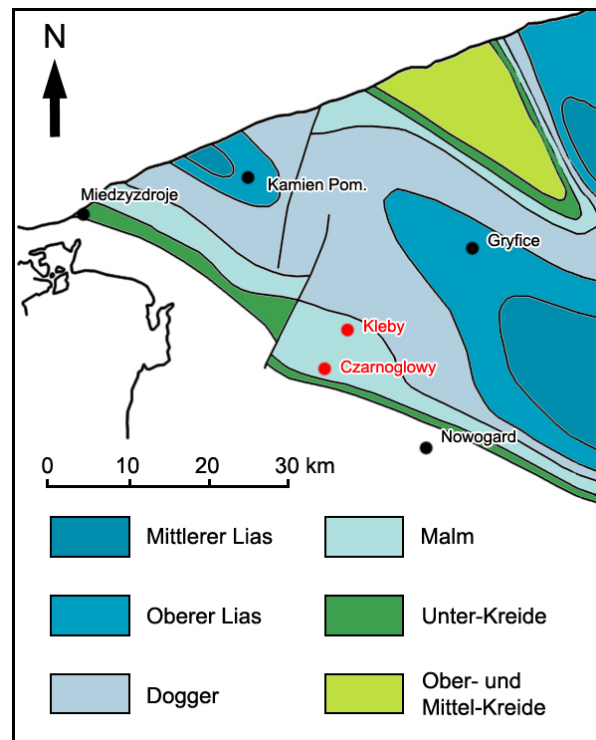 N
Miedzyzdroje
Kamien Pom.
Gryfice
Kleby
Czarnoglowy
Nowogard
0 10 20 30 km
Mittlerer Lias
Malm
Oberer Lias
Unter-Kreide
Dogger
Ober- und
Mittel-Kreide